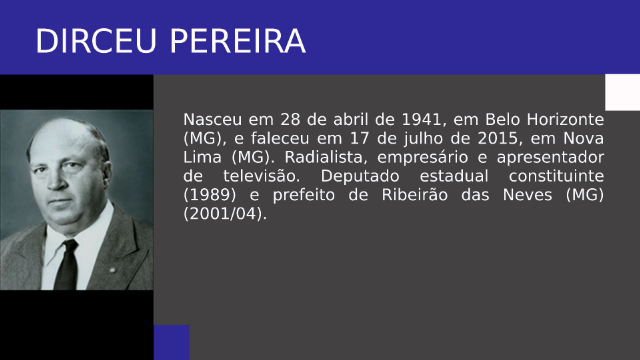 DIRCEU PEREIRA
Nasceu em 28 de abril de 1941, em Belo Horizonte
(MG), e faleceu em 17 de julho de 2015, em Nova
Lima (MG). Radialista, empresário e apresentador
de televisão. Deputado estadual constituinte
(1989) e prefeito de Ribeirão das Neves (MG)
(2001/04).